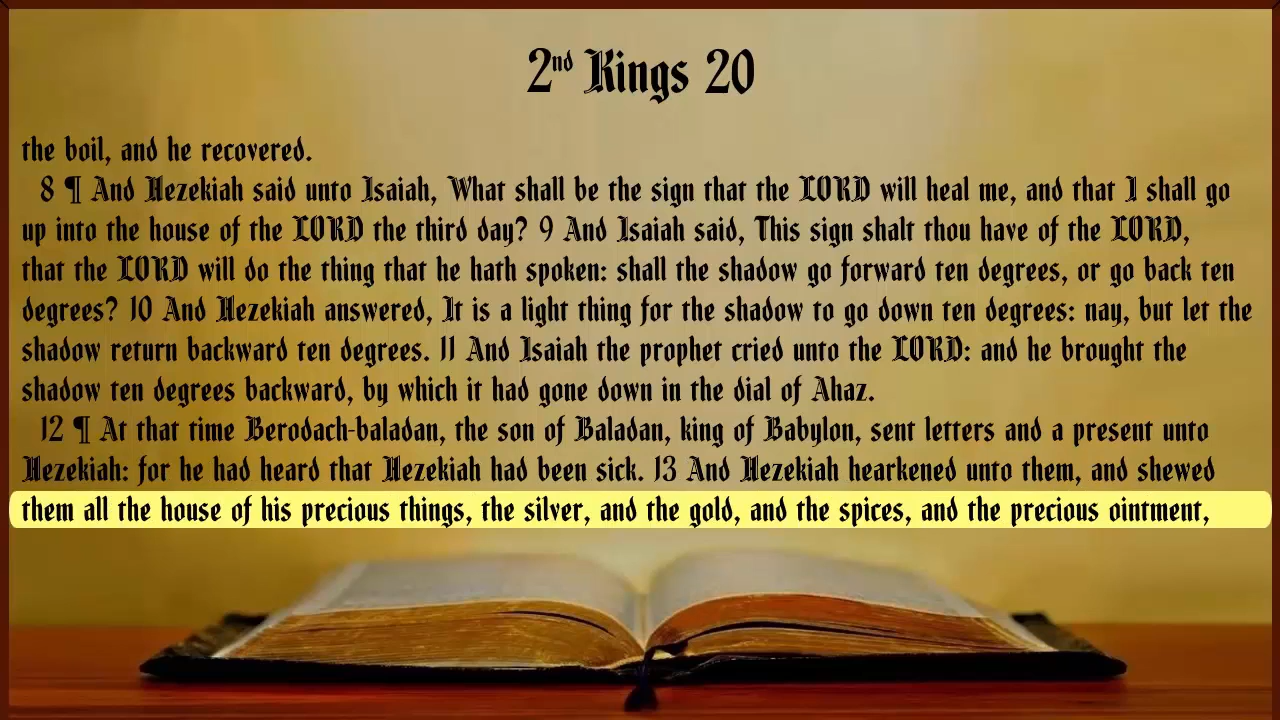 2nd Kings 20
the boil, and he recovered.
8 ¶ And Hezekiah said unto Isaiah, What shall be the sign that the LORD will heal me, and that I shall go
up into the house of the LORD the third day? 9 And Isaiah said, This sign shalt thou have of the LORD,
that the LORD will do the thing that he hath spoken: shall the shadow go forward ten degrees, or go back ten
degrees? 10 And Hezekiah answered, It is a light thing for the shadow to go down ten degrees: nay, but let the
shadow return backward ten degrees. 11 And Isaiah the prophet cried unto the LORD: and he brought the
shadow ten degrees backward, by which it had gone down in the dial of Ahaz.
12 ¶ At that time Berodach-baladan, the son of Baladan, king of Babylon, sent letters and a present unto
Hezekiah: for he had heard that Hezekiah had been sick. 13 And Hezekiah hearkened unto them, and shewed
them all the house of his precious things, the silver, and the gold, and the spices, and the precious ointment,